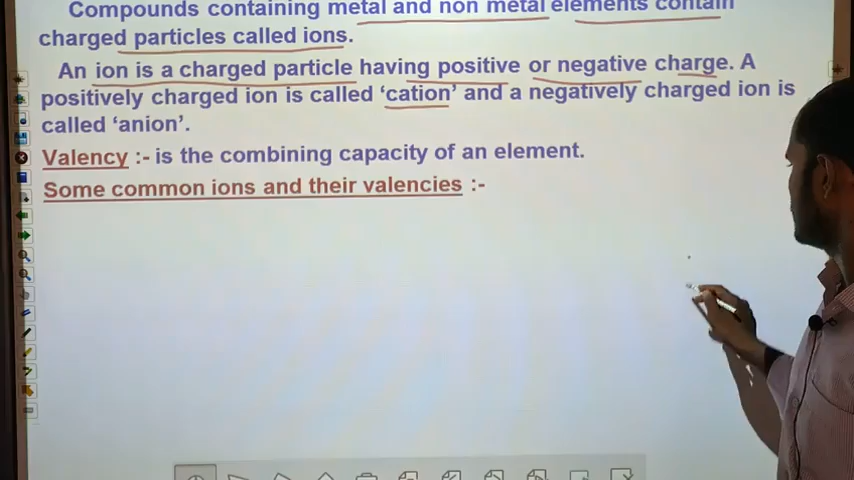 Compounds containing metal and non metal elements contain
charged particles called ions.
An ion is a charged particle having positive or negative charge. A
positively charged ion is called ‘cation’ and a negatively charged ion is
called ‘anion’.
Valency :- is the combining capacity of an element.
Some common ions and their valencies :-